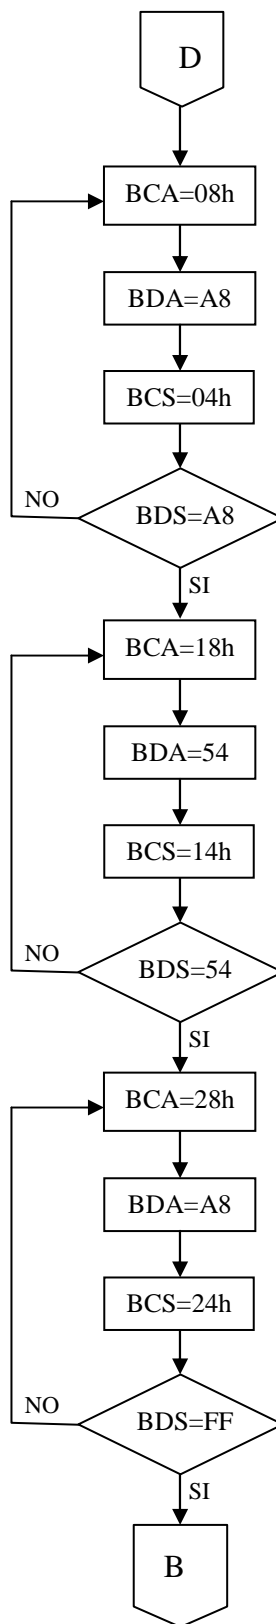 D
BCA=08h
BDA=A8
BCS=04h
BDS=A8
NO
SI
BCA=18h
BDA=54
BCS=14h
BDS=54
NO
SI
BCA=28h
BDA=A8
BCS=24h
BDS=FF
NO
SI
B